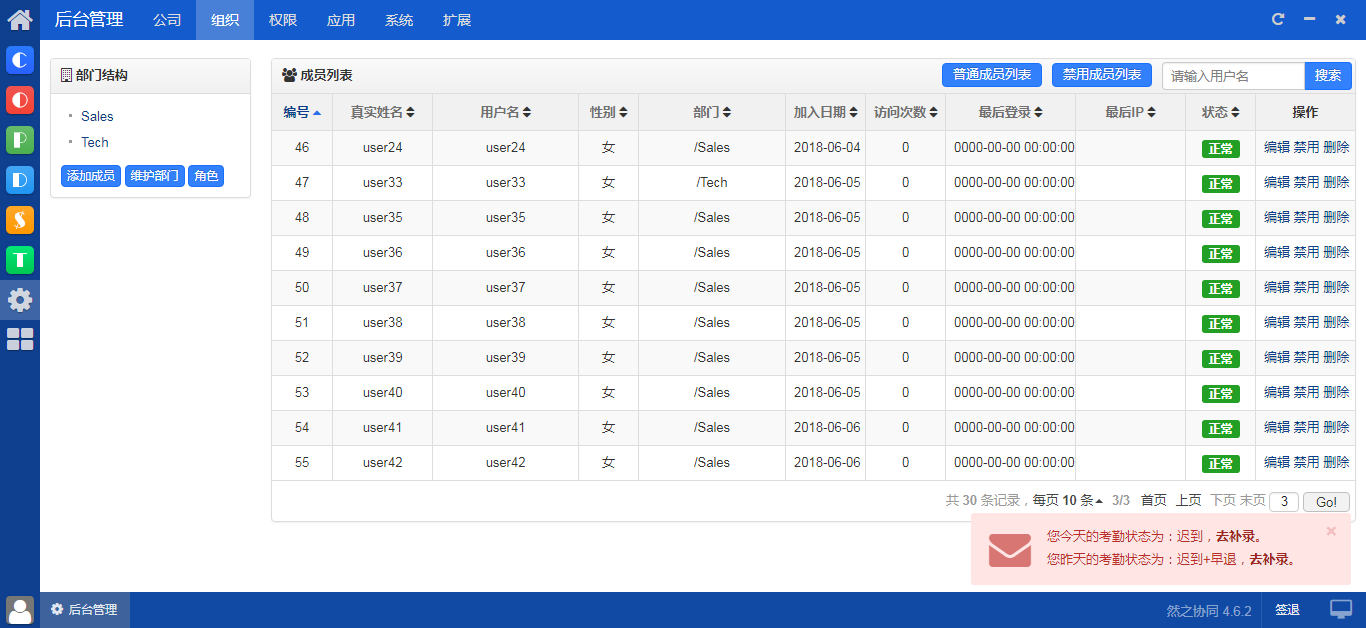 后台管理 公司 组织 权限 应用 系统 扩展
部门结构
Sales
Tech
添加成员 维护部门 角色
成员列表 普通成员列表 禁用成员列表 请输入用户名 搜索
编号 真实姓名 用户名 性别 部门 加入日期 访问次数 最后登录 最后IP 状态 操作
46 user24 user24 女 /Sales 2018-06-04 0 0000-00-00 00:00:00 正常 编辑 禁用 删除
47 user33 user33 女 /Tech 2018-06-05 0 0000-00-00 00:00:00 正常 编辑 禁用 删除
48 user35 user35 女 /Sales 2018-06-05 0 0000-00-00 00:00:00 正常 编辑 禁用 删除
49 user36 user36 女 /Sales 2018-06-05 0 0000-00-00 00:00:00 正常 编辑 禁用 删除
50 user37 user37 女 /Sales 2018-06-05 0 0000-00-00 00:00:00 正常 编辑 禁用 删除
51 user38 user38 女 /Sales 2018-06-05 0 0000-00-00 00:00:00 正常 编辑 禁用 删除
52 user39 user39 女 /Sales 2018-06-05 0 0000-00-00 00:00:00 正常 编辑 禁用 删除
53 user40 user40 女 /Sales 2018-06-05 0 0000-00-00 00:00:00 正常 编辑 禁用 删除
54 user41 user41 女 /Sales 2018-06-06 0 0000-00-00 00:00:00 正常 编辑 禁用 删除
55 user42 user42 女 /Sales 2018-06-06 0 0000-00-00 00:00:00 正常 编辑 禁用 删除
共 30 条记录，每页 10 条 3/3 首页 上页 下页 末页 3 Go!
您今天的考勤状态为：迟到，去补录。
您昨天的考勤状态为：迟到+早退，去补录。
后台管理 然之协同 4.6.2 签退